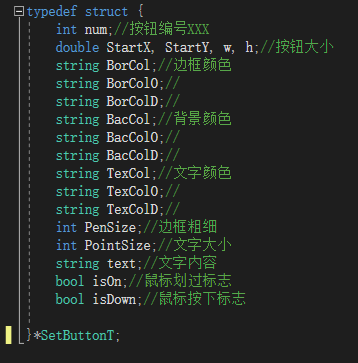 typedef struct {
int num;//按钮编号XXX
double StartX, StartY, w, h;//按钮大小
string BorCol;//边框颜色
string BorColO;//
string BorColD;//
string BacCol;//背景颜色
string BacColO;//
string BacColD;//
string TexCol;//文字颜色
string TexColO;//
string TexColD;//
int PenSize;//边框粗细
int PointSize;//文字大小
string text;//文字内容
bool isOn;//鼠标划过标志
bool isDown;//鼠标按下标志
}*SetButtonT;